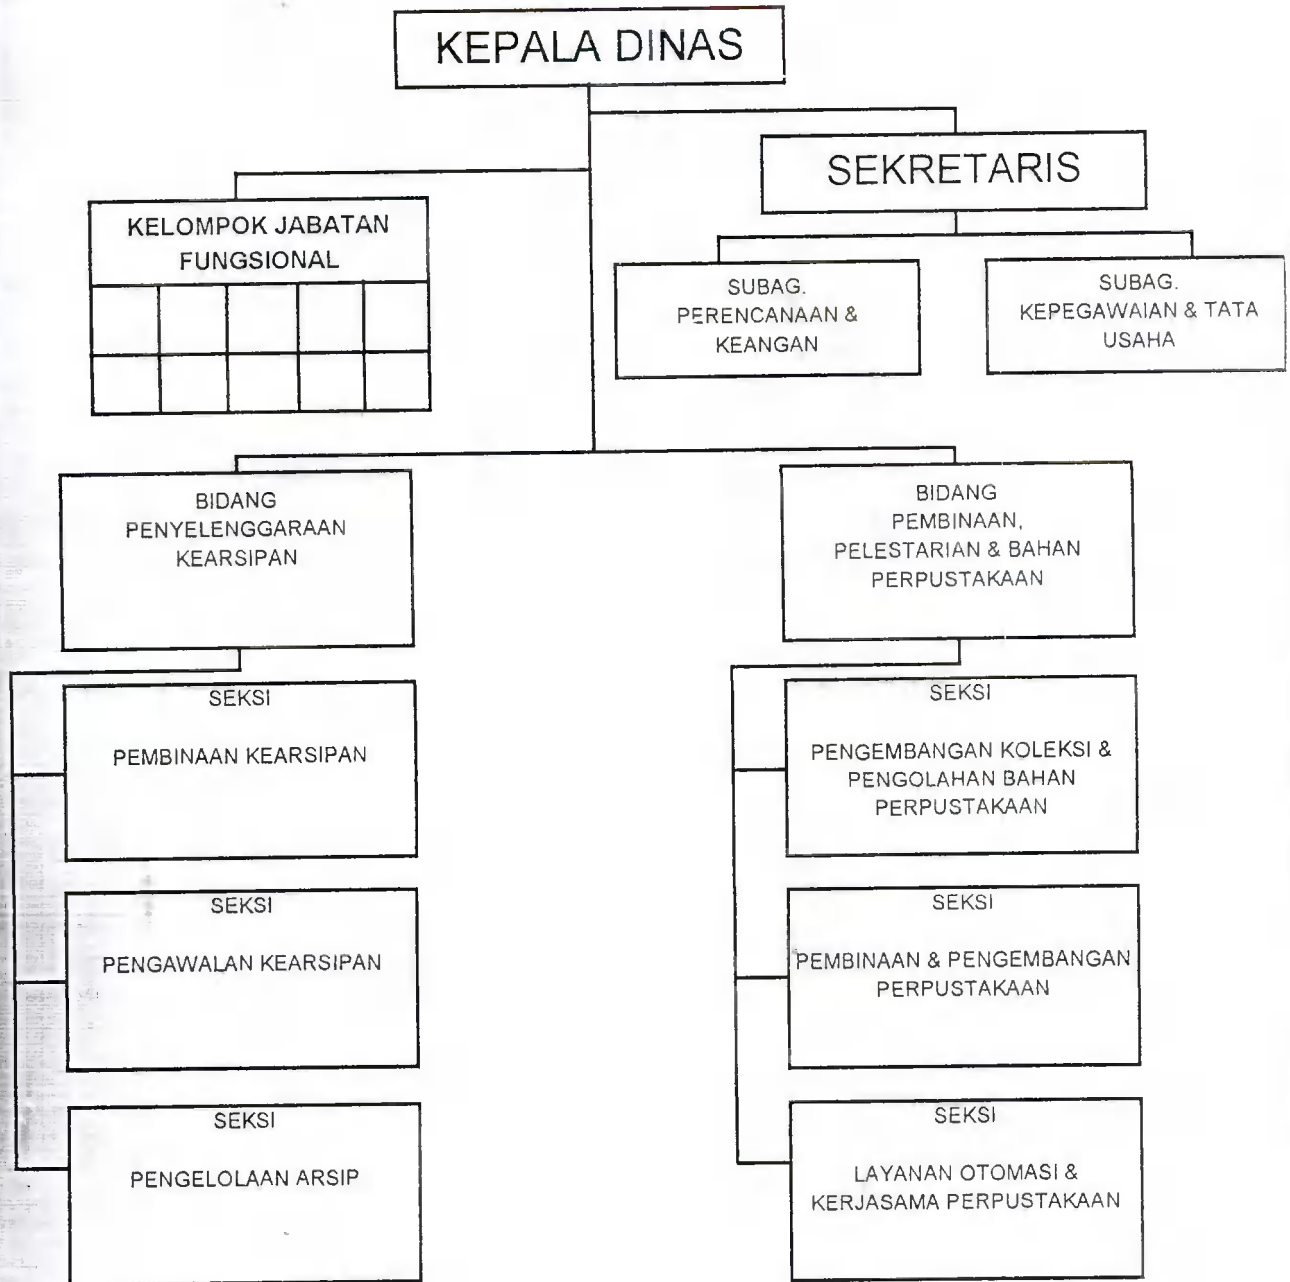 KEPALA DINAS
SEKRETARIS
KELOMPOK JABATAN
FUNGSIONAL
SUBAG.
PERENCANAAN &
KEANGAN
SUBAG.
KEPEGAWAIAN & TATA
USAHA
BIDANG
PENYELENGGARAAN
KEARSIPAN
BIDANG
PEMBINAAN,
PELESTARIAN & BAHAN
PERPUSTAKAAN
SEKSI
PEMBINAAN KEARSIPAN
SEKSI
PENGAWALAN KEARSIPAN
SEKSI
PENGELOLAAN ARSIP
SEKSI
PENGEMBANGAN KOLEKSI &
PENGOLAHAN BAHAN
PERPUSTAKAAN
SEKSI
PEMBINAAN & PENGEMBANGAN
PERPUSTAKAAN
SEKSI
LAYANAN OTOMASI &
KERJASAMA PERPUSTAKAAN